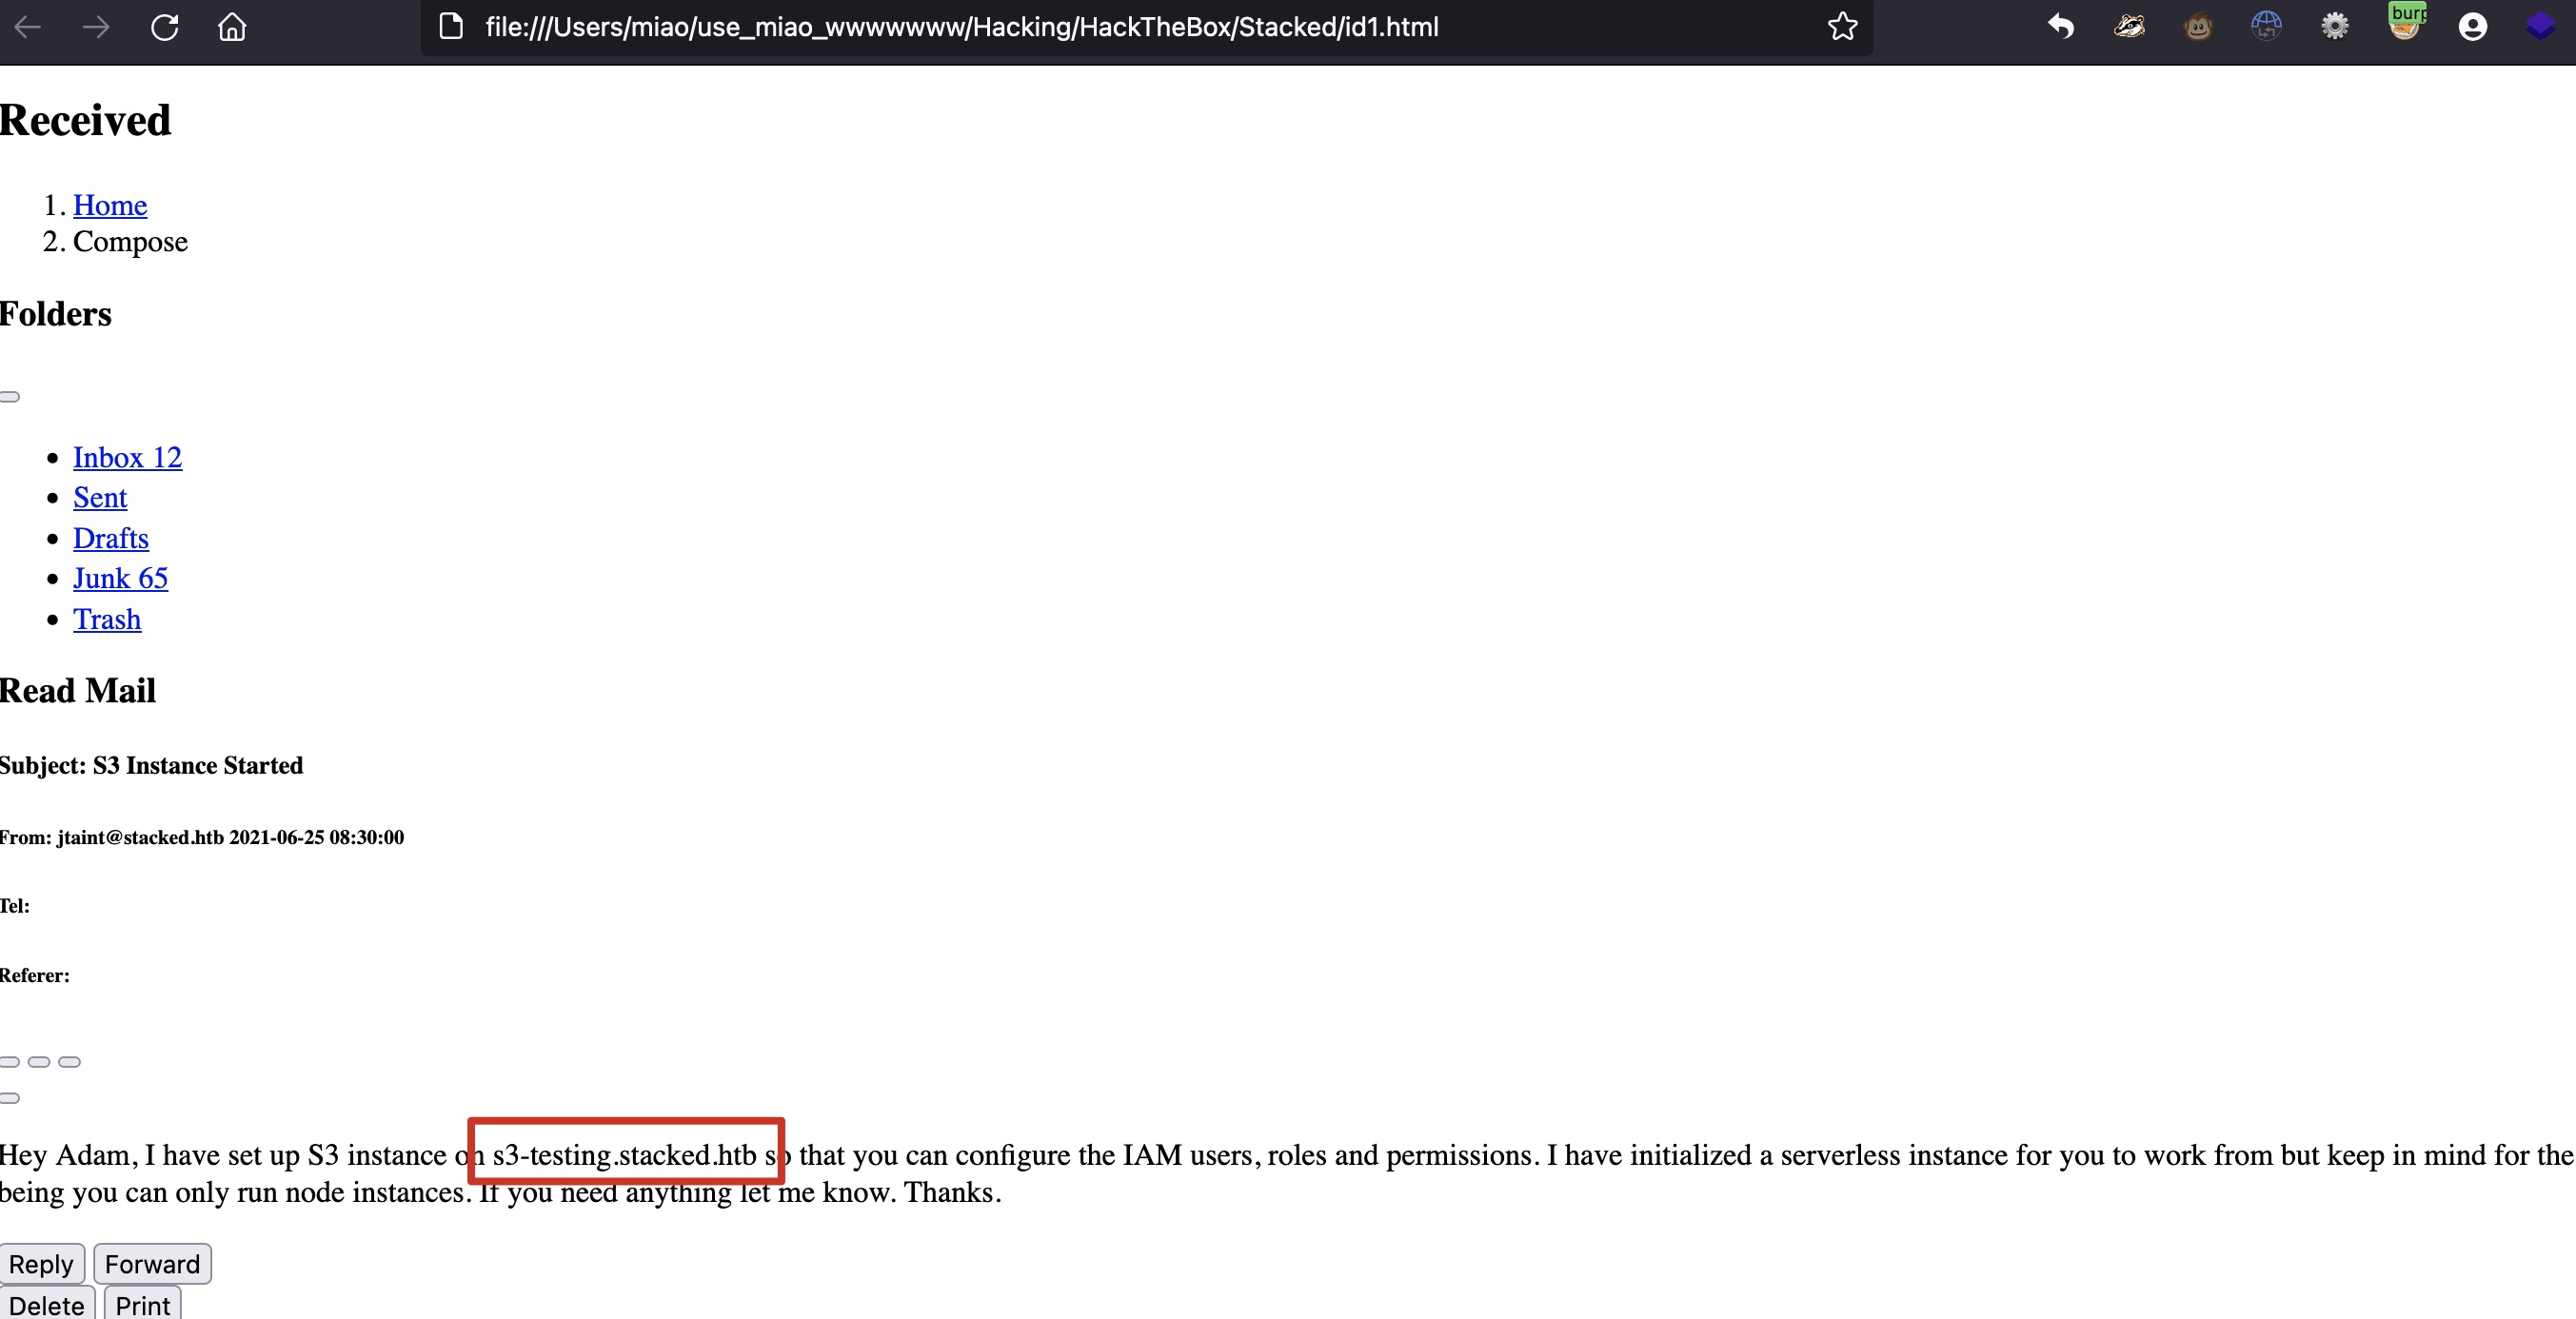 file:///Users/miao/use_miao_wwwwwww/Hacking/HackTheBox/Stacked/id1.html
burp
Received
1. Home
2. Compose
Folders
• Inbox 12
• Sent
• Drafts
• Junk 65
• Trash
Read Mail
Subject: S3 Instance Started
From: jtaint@stacked.htb 2021-06-25 08:30:00
Tel:
Referer:
Hey Adam, I have set up S3 instance on s3-testing.stacked.htb so that you can configure the IAM users, roles and permissions. I have initialized a serverless instance for you to work from but keep in mind for the
being you can only run node instances. If you need anything let me know. Thanks.
Reply Forward
Delete Print